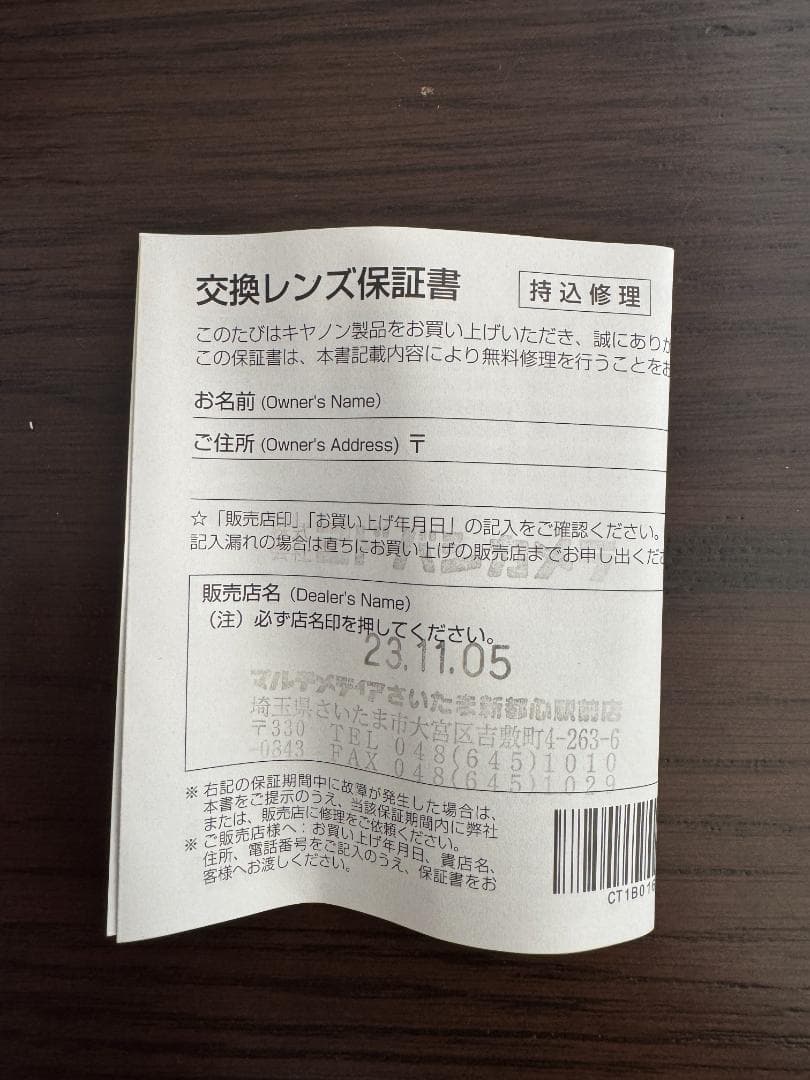 交換レンズ保証書
持込修理
このたびはキヤノン製品をお買い上げいただき、誠にありが
この保証書は、本書記載内容により無料修理を行うことをお
お名前 (Owner's Name)
ご住所 (Owner's Address) 〒
☆「販売店印」「お買い上げ年月日」の記入をご確認ください。
記入漏れの場合は直ちにお買い上げの販売店までお申し出くださ
ヨドバシカメラ
販売店名 (Dealer's Name)
（注）必ず店名印を押してください。
23.11.05
マルチメディアさいたま新都心駅前店
埼玉県さいたま市大宮区吉敷町4-263-6
〒330 TEL 048(645)1010
-0843 FAX 048(645)1029
※ 右記の保証期間中に故障が発生した場合は、
本書をご提示のうえ、当該保証期間内に弊社
または、販売店に修理をご依頼ください。
※ ご販売店様へ：お買い上げ年月日、貴店名、
住所、電話番号をご記入のうえ、保証書をお
客様へお渡しください。
CT1B016